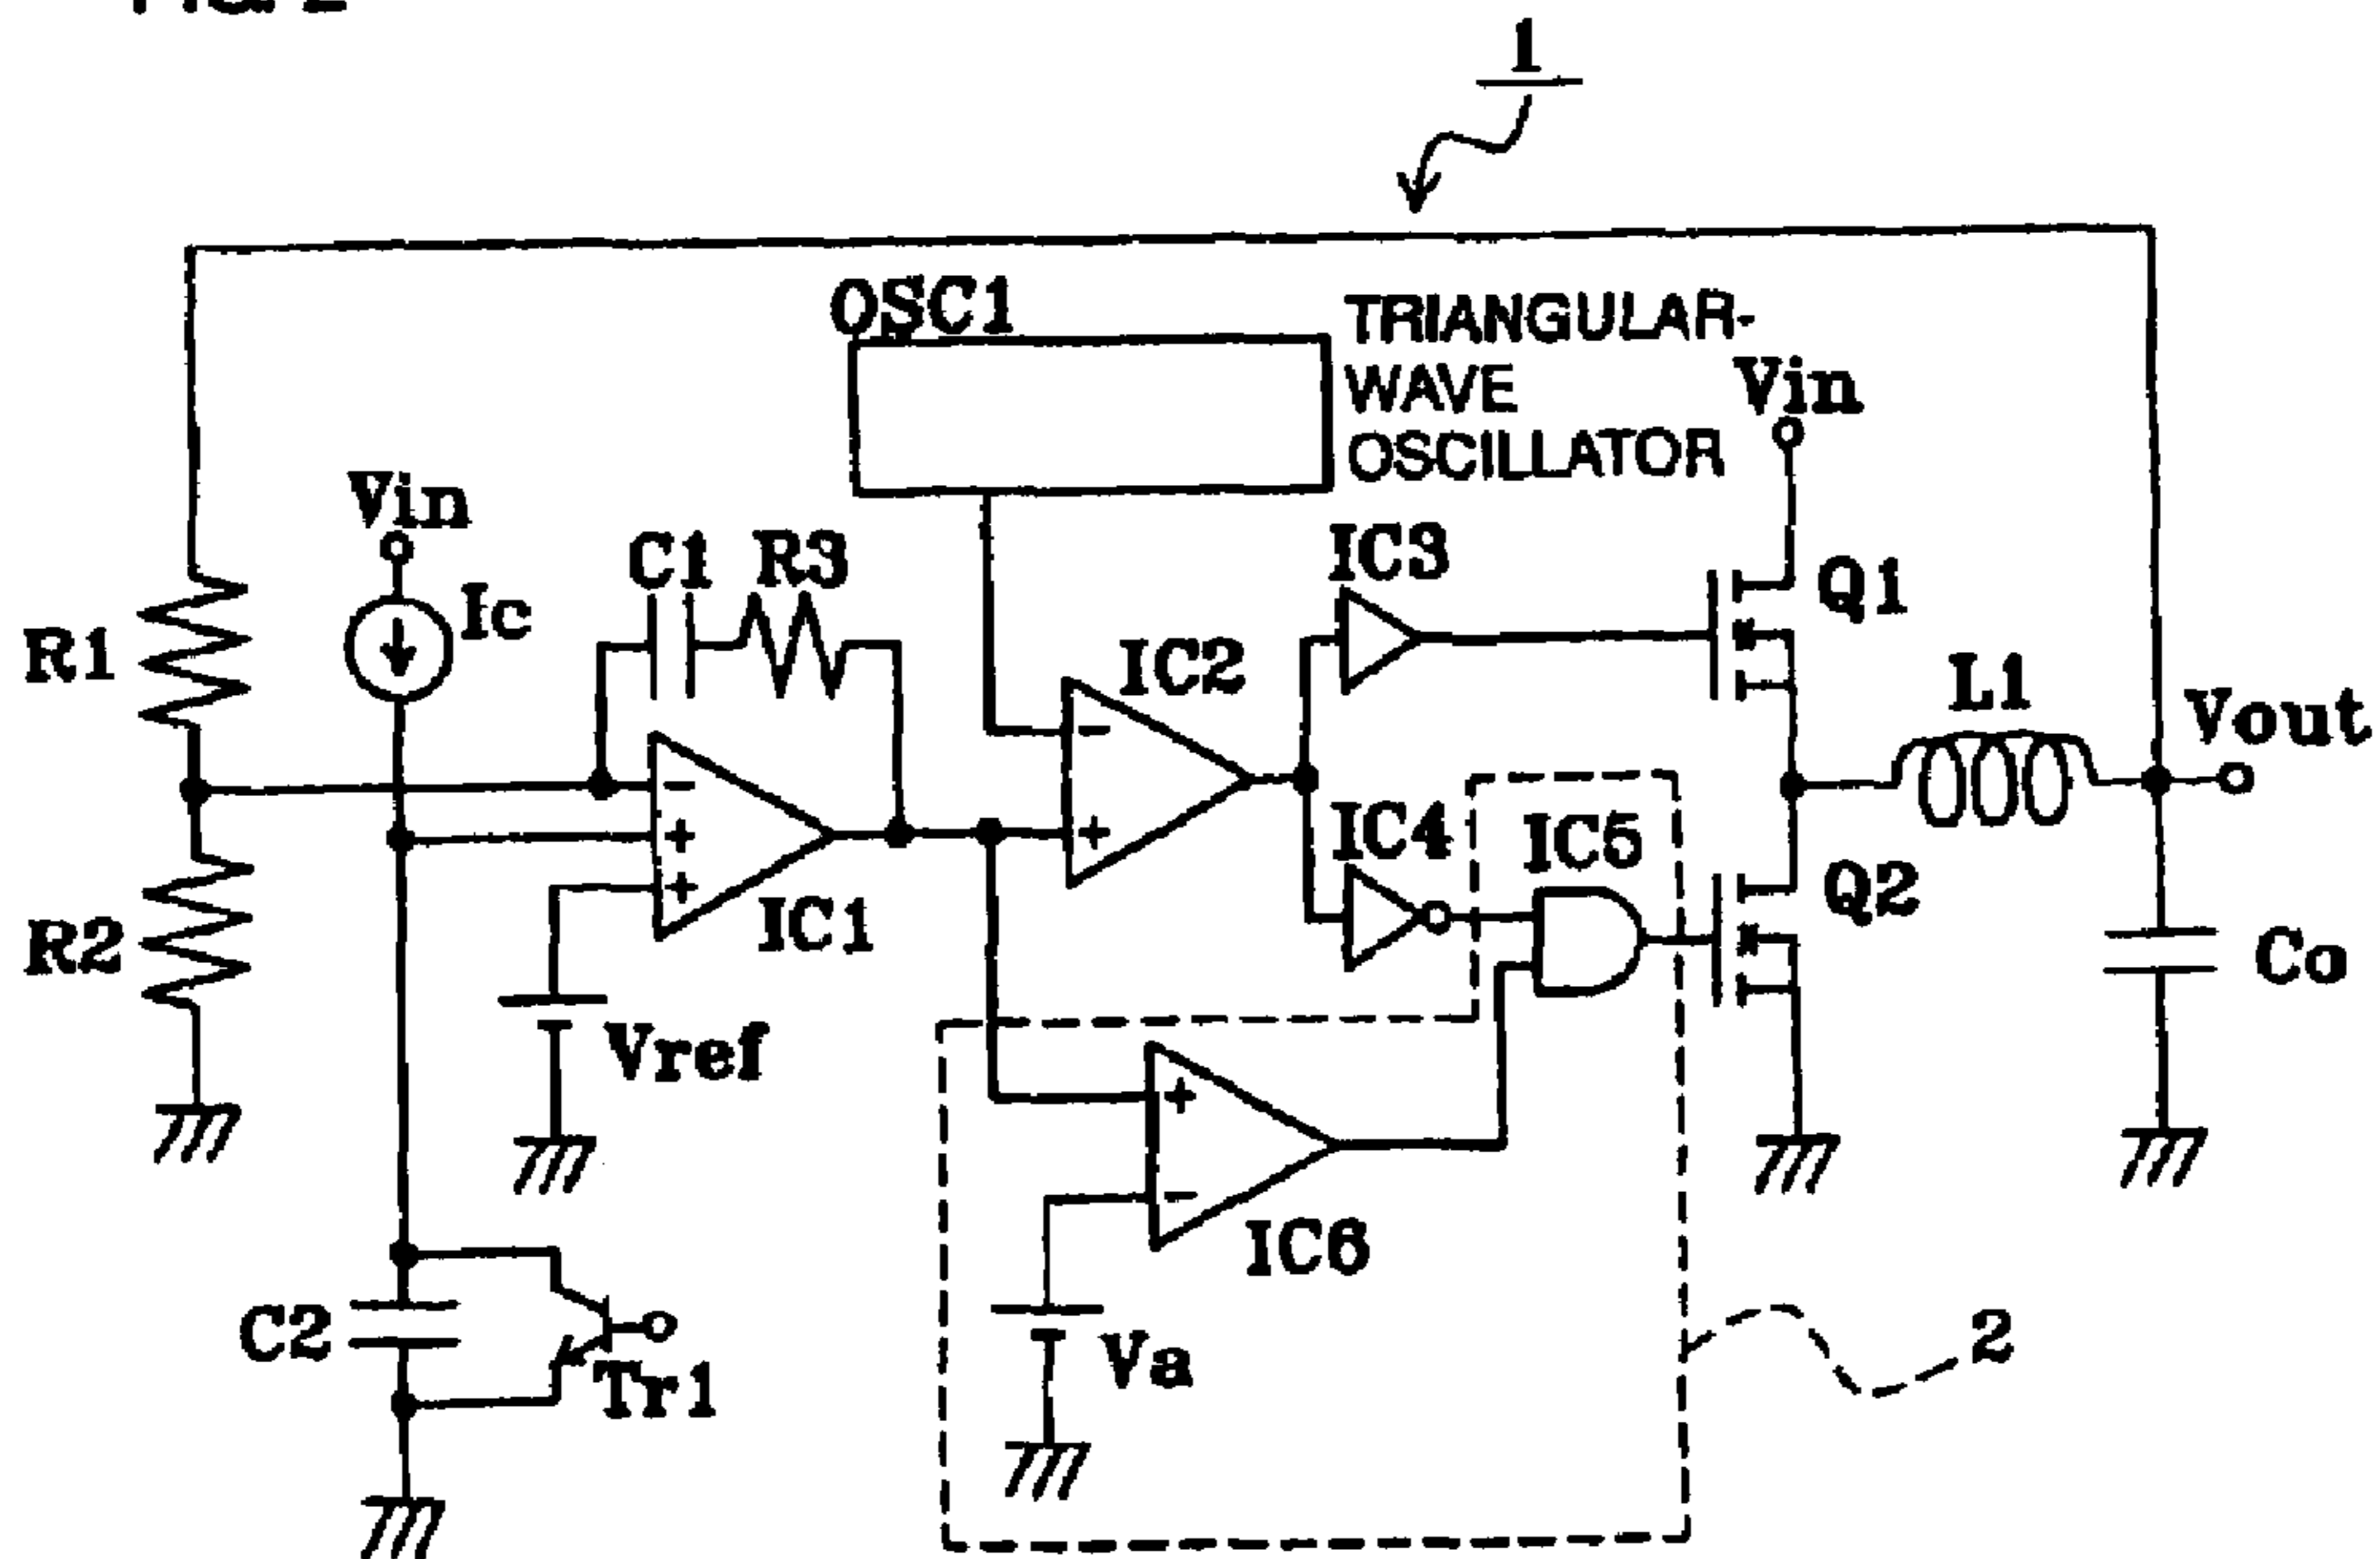 1
OSC1
TRIANGULAR-
WAVE
OSCILLATOR
Vin
Vin
Ic
C1
R3
IC3
Q1
R1
IC2
L1
Vout
-
+
+
IC1
-
+
IC4
IC5
Q2
R2
Co
Vref
+
-
IC6
C2
Tr1
Va
2